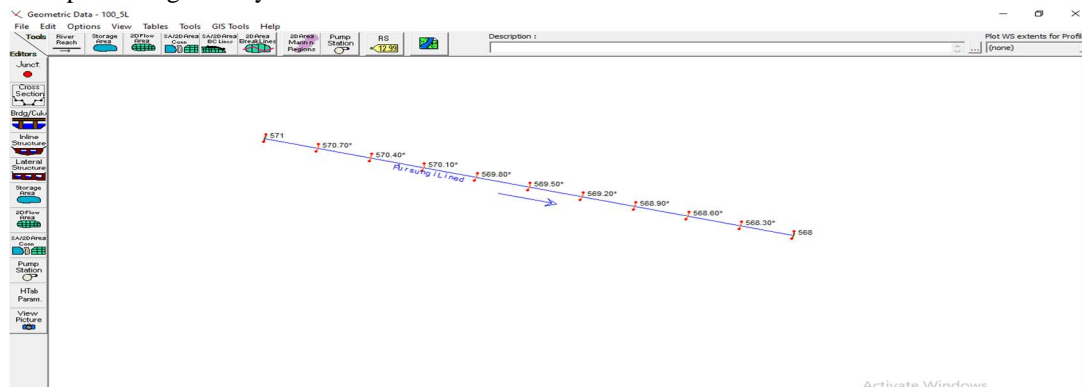 Geometric Data - 100_5L
File Edit Options View Tables Tools GIS Tools Help
Tools
Editors
River Reach
Storage Area
2D Flow Area
SA/2D Area Conn
SA/2D Area BC Lines
2D Area BreakLines
2D Area Mann n Regions
Pump Station
RS
12.99
Description :
...
Plot WS extents for Profil
(none)
Junct.
Cross Section
Brdg/Culv
Inline Structure
Lateral Structure
Storage Area
2D Flow Area
SA/2D Area Conn
Pump Station
HTab Param.
View Picture
571
570.70*
570.40*
570.10*
569.80*
569.50*
569.20*
568.90*
568.60*
568.30*
568
Activate Windows